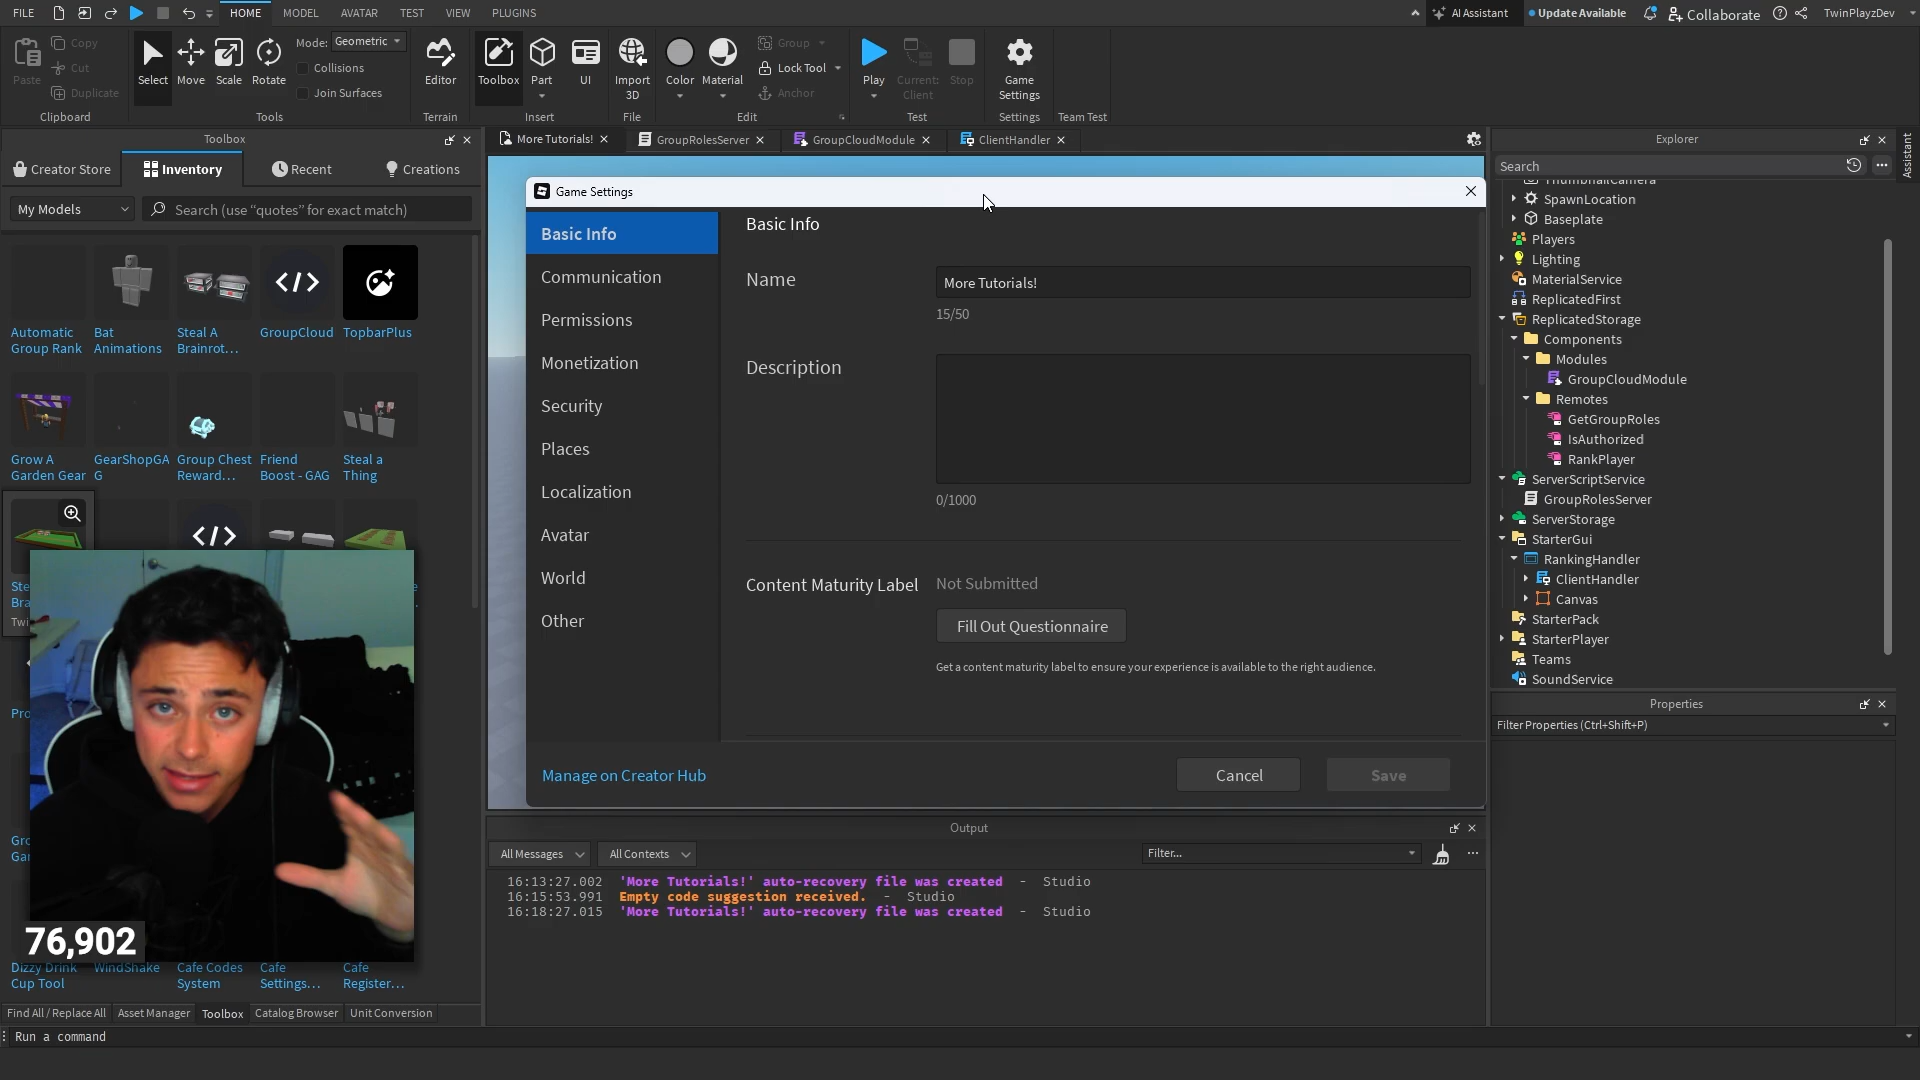 FILE HOME MODEL AVATAR TEST VIEW PLUGINS AI Assistant Update Available Collaborate TwinPlayzDev
Paste Copy Cut Duplicate Clipboard
Select Move Scale Rotate Mode: Geometric Collisions Join Surfaces Tools
Editor Terrain
Toolbox Part UI Insert
Import 3D File
Color Material Group Lock Tool Anchor Edit
Play Current: Client Stop Test
Game Settings Settings
Team Test
Toolbox
Creator Store Inventory Recent Creations
My Models Search (use “quotes” for exact match)
Automatic Group Rank
Bat Animations
Steal A Brainrot...
GroupCloud
TopbarPlus
Grow A Garden Gear
GearShopGAG
Group Chest Reward...
Friend Boost - GAG
Steal a Thing
Ste
Bra
Twi
Pro
Gro
Gar
76,902
Dizzy Drink Cup Tool
WindShake
Cafe Codes System
Cafe Settings...
Cafe Register...
Find All / Replace All Asset Manager Toolbox Catalog Browser Unit Conversion
Run a command
More Tutorials! GroupRolesServer GroupCloudModule ClientHandler
Game Settings
Basic Info
Communication
Permissions
Monetization
Security
Places
Localization
Avatar
World
Other
Basic Info
Name More Tutorials!
15/50
Description
0/1000
Content Maturity Label Not Submitted
Fill Out Questionnaire
Get a content maturity label to ensure your experience is available to the right audience.
Manage on Creator Hub Cancel Save
Output
All Messages All Contexts Filter...
16:13:27.002 'More Tutorials!' auto-recovery file was created - Studio
16:15:53.991 Empty code suggestion received. - Studio
16:18:27.015 'More Tutorials!' auto-recovery file was created - Studio
Explorer
Assistant
Search
ThumbnailCamera
SpawnLocation
Baseplate
Players
Lighting
MaterialService
ReplicatedFirst
ReplicatedStorage
Components
Modules
GroupCloudModule
Remotes
GetGroupRoles
IsAuthorized
RankPlayer
ServerScriptService
GroupRolesServer
ServerStorage
StarterGui
RankingHandler
ClientHandler
Canvas
StarterPack
StarterPlayer
Teams
SoundService
Properties
Filter Properties (Ctrl+Shift+P)